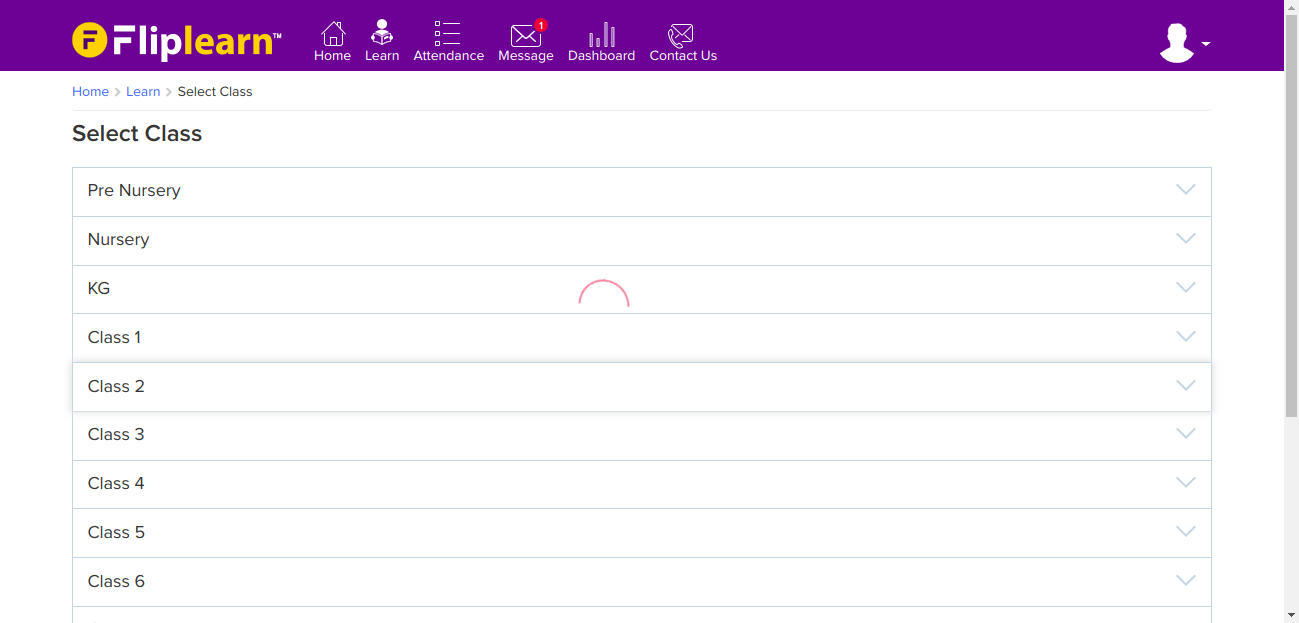 Fliplearn™
1
Home Learn Attendance Message Dashboard Contact Us
Home > Learn > Select Class
Select Class
Pre Nursery
Nursery
KG
Class 1
Class 2
Class 3
Class 4
Class 5
Class 6